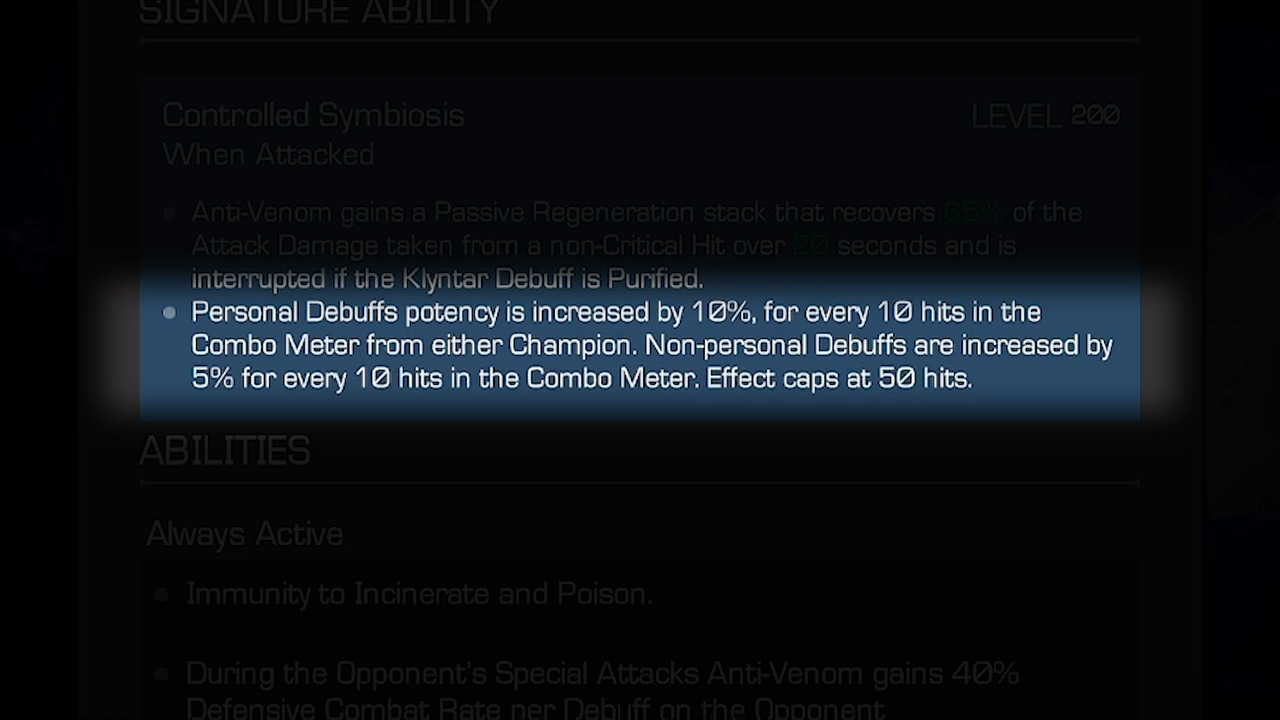 SIGNATURE ABILITY
Controlled Symbiosis
LEVEL 200
When Attacked
• Anti-Venom gains a Passive Regeneration stack that recovers 65% of the
Attack Damage taken from a non-Critical Hit over 20 seconds and is
interrupted if the Klyntar Debuff is Purified.
• Personal Debuffs potency is increased by 10%, for every 10 hits in the
Combo Meter from either Champion. Non-personal Debuffs are increased by
5% for every 10 hits in the Combo Meter. Effect caps at 50 hits.
ABILITIES
Always Active
• Immunity to Incinerate and Poison.
• During the Opponent's Special Attacks Anti-Venom gains 40%
Defensive Combat Rate per Debuff on the Opponent